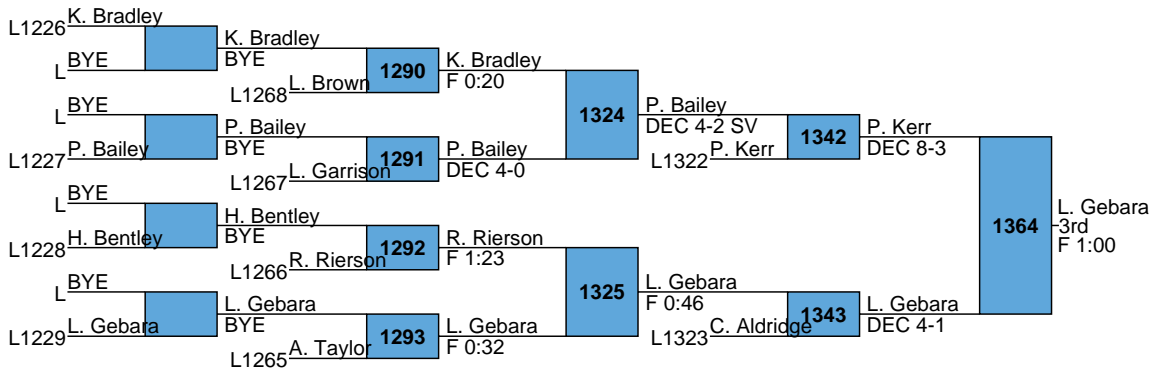 L1226 K. Bradley
L BYE
K. Bradley
BYE
1290
L1268 L. Brown
K. Bradley
F 0:20
L BYE
L1227 P. Bailey
P. Bailey
BYE
1291
L1267 L. Garrison
P. Bailey
DEC 4-0
1324
P. Bailey
DEC 4-2 SV
L1322 P. Kerr
1342
P. Kerr
DEC 8-3
L BYE
L1228 H. Bentley
H. Bentley
BYE
1292
L1266 R. Rierson
R. Rierson
F 1:23
L BYE
L1229 L. Gebara
L. Gebara
BYE
1293
L1265 A. Taylor
L. Gebara
F 0:32
1325
L. Gebara
F 0:46
L1323 C. Aldridge
1343
L. Gebara
DEC 4-1
1364
L. Gebara
3rd
F 1:00